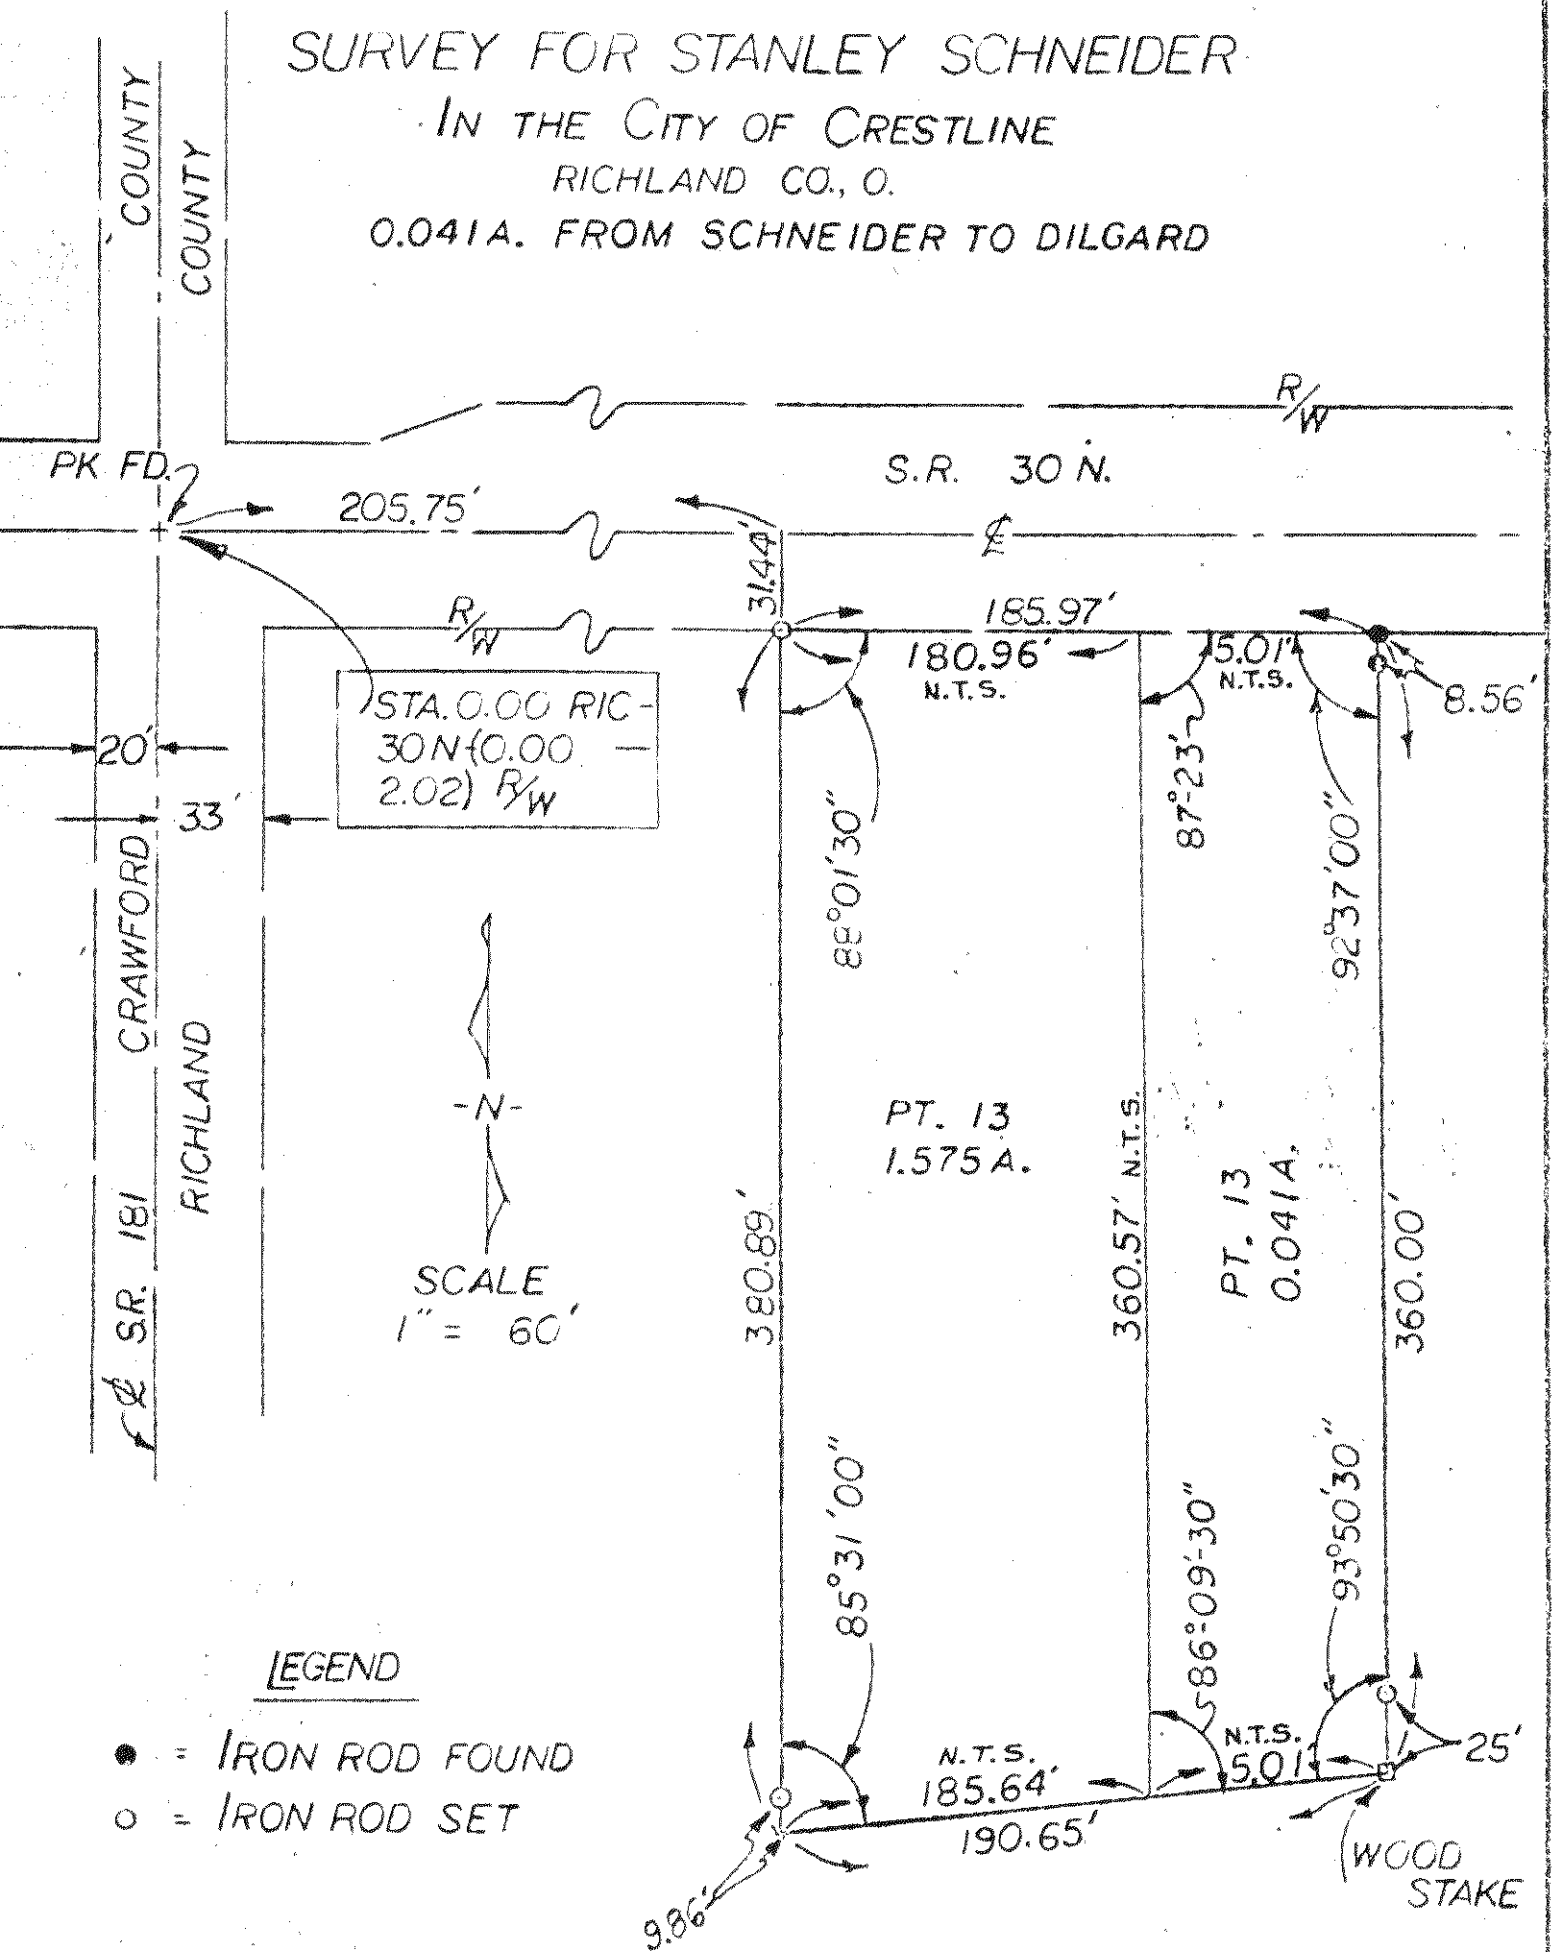 SURVEY FOR STANLEY SCHNEIDER
IN THE CITY OF CRESTLINE
RICHLAND CO., O.
0.041A. FROM SCHNEIDER TO DILGARD
COUNTY
COUNTY
R/W
PK FD.
S.R. 30 N.
205.75'
℄
31.44'
R/W
185.97'
180.96'
N.T.S.
5.01'
N.T.S.
8.56'
STA. 0.00 RIC-
30N (0.00 —
2.02) R/W
20'
33'
88°01'30"
87°-23'
92°37'00"
CRAWFORD
RICHLAND
-N-
PT. 13
1.575 A.
360.57' N.T.S.
PT. 13
0.041A.
380.89'
360.00'
℄ S.R. 181
SCALE
1" = 60'
85°31'00"
86°-09'-30"
93°50'30"
LEGEND
● = IRON ROD FOUND
○ = IRON ROD SET
N.T.S.
185.64'
N.T.S.
5.01'
25'
190.65'
9.86'
WOOD
STAKE